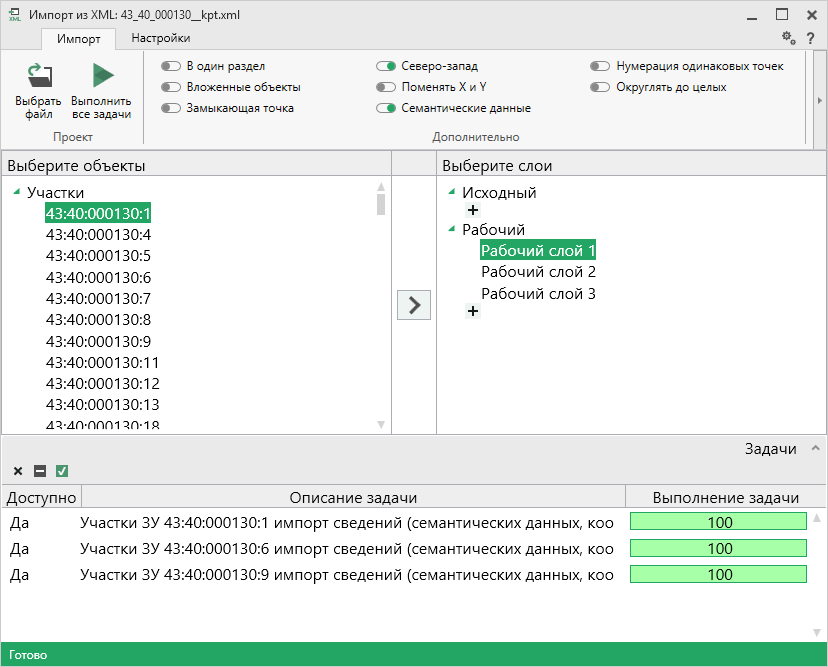 XML Импорт из XML: 43_40_000130__kpt.xml
Импорт Настройки
?
Выбрать файл
Выполнить все задачи
Проект
В один раздел
Вложенные объекты
Замыкающая точка
Северо-запад
Поменять X и Y
Семантические данные
Нумерация одинаковых точек
Округлять до целых
Дополнительно
Выберите объекты
Участки
43:40:000130:1
43:40:000130:4
43:40:000130:5
43:40:000130:6
43:40:000130:7
43:40:000130:8
43:40:000130:9
43:40:000130:11
43:40:000130:12
43:40:000130:13
43:40:000130:18
Выберите слои
Исходный
+
Рабочий
Рабочий слой 1
Рабочий слой 2
Рабочий слой 3
+
Задачи
Доступно Описание задачи Выполнение задачи
Да Участки ЗУ 43:40:000130:1 импорт сведений (семантических данных, коо 100
Да Участки ЗУ 43:40:000130:6 импорт сведений (семантических данных, коо 100
Да Участки ЗУ 43:40:000130:9 импорт сведений (семантических данных, коо 100
Готово